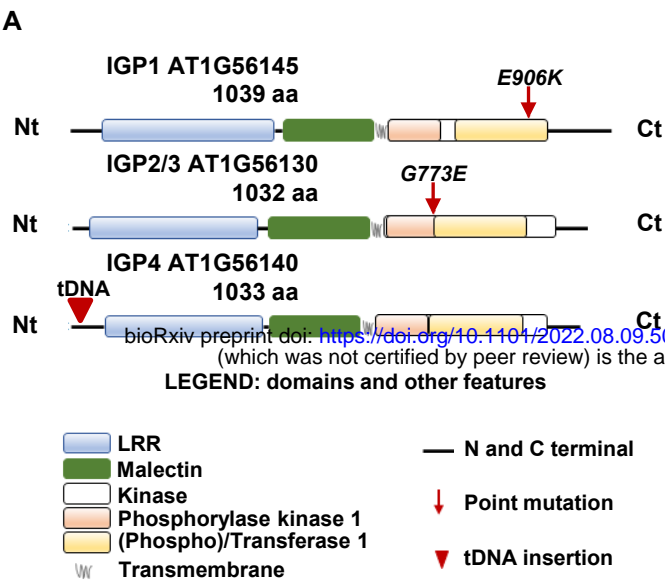 A
IGP1 AT1G56145
1039 aa
E906K
Nt
Ct
IGP2/3 AT1G56130
1032 aa
G773E
Nt
Ct
IGP4 AT1G56140
1033 aa
tDNA
Nt
Ct
bioRxiv preprint doi: https://doi.org/10.1101/2022.08.09.50
(which was not certified by peer review) is the a
LEGEND: domains and other features
LRR
Malectin
Kinase
Phosphorylase kinase 1
(Phospho)/Transferase 1
Transmembrane
N and C terminal
Point mutation
tDNA insertion